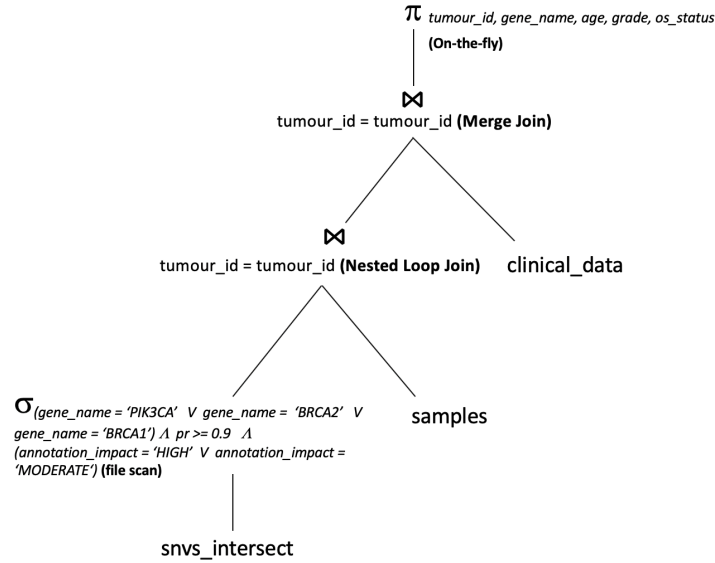 π tumour_id, gene_name, age, grade, os_status
(On-the-fly)
⋈
tumour_id = tumour_id (Merge Join)
⋈
tumour_id = tumour_id (Nested Loop Join)
clinical_data
σ(gene_name = ‘PIK3CA’ V gene_name = ‘BRCA2’ V
gene_name = ‘BRCA1’) Λ pr >= 0.9 Λ
(annotation_impact = ‘HIGH’ V annotation_impact =
‘MODERATE‘) (file scan)
samples
snvs_intersect